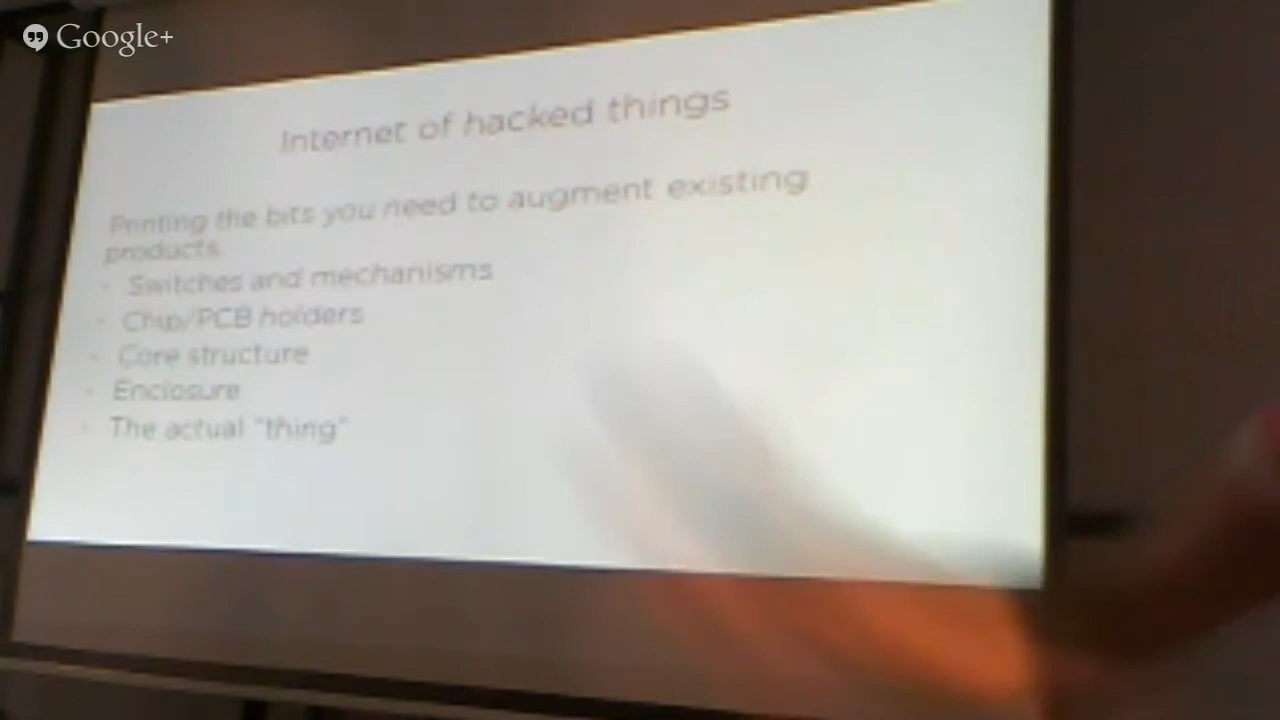 Google+
Internet of hacked things
Printing the bits you need to augment existing
products
Switches and mechanisms
Chip/PCB holders
Core structure
Enclosure
The actual "thing"